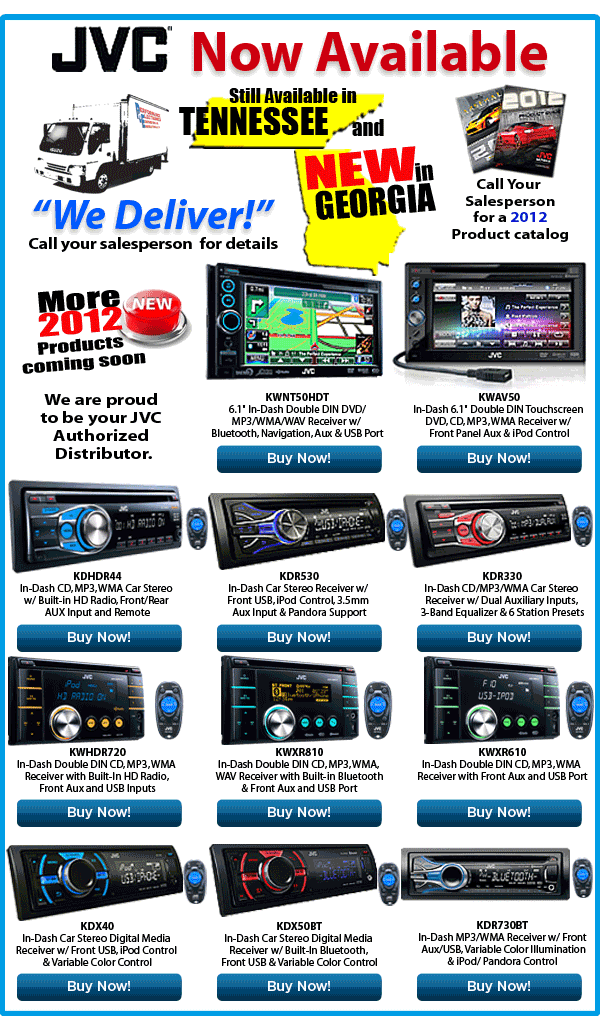 JVC Now Available
Still Available in
TENNESSEE and
NEW in
GEORGIA
2012
JVC
ISUZU
"We Deliver!"
Call your salesperson for details
Call Your
Salesperson
for a 2012
Product catalog
More
2012
Products
coming soon
NEW
We are proud
to be your JVC
Authorized
Distributor.
JVC
KWNT50HDT
6.1" In-Dash Double DIN DVD/
MP3/WMA/WAV Receiver w/
Bluetooth, Navigation, Aux & USB Port
Buy Now!
JVC
KWAV50
In-Dash 6.1" Double DIN Touchscreen
DVD, CD, MP3, WMA Receiver w/
Front Panel Aux & iPod Control
Buy Now!
KDHDR44
In-Dash CD, MP3, WMA Car Stereo
w/ Built-in HD Radio, Front/Rear
AUX Input and Remote
Buy Now!
KDR530
In-Dash Car Stereo Receiver w/
Front USB, iPod Control, 3.5mm
Aux Input & Pandora Support
Buy Now!
KDR330
In-Dash CD/MP3/WMA Car Stereo
Receiver w/ Dual Auxiliary Inputs,
3-Band Equalizer & 6 Station Presets
Buy Now!
iPod
HD RADIO ON
KWHDR720
In-Dash Double DIN CD, MP3, WMA
Receiver with Built-In HD Radio,
Front Aux and USB Inputs
Buy Now!
KWXR810
In-Dash Double DIN CD, MP3, WMA,
WAV Receiver with Built-in Bluetooth
& Front Aux and USB Port
Buy Now!
F10
USB-IPOD
KWXR610
In-Dash Double DIN CD, MP3, WMA
Receiver with Front Aux and USB Port
Buy Now!
KDX40
In-Dash Car Stereo Digital Media
Receiver w/ Front USB, iPod Control
& Variable Color Control
Buy Now!
KDX50BT
In-Dash Car Stereo Digital Media
Receiver w/ Built-In Bluetooth,
Front USB & Variable Color Control
Buy Now!
BLUETOOTH
KDR730BT
In-Dash MP3/WMA Receiver w/ Front
Aux/USB, Variable Color Illumination
& iPod/ Pandora Control
Buy Now!